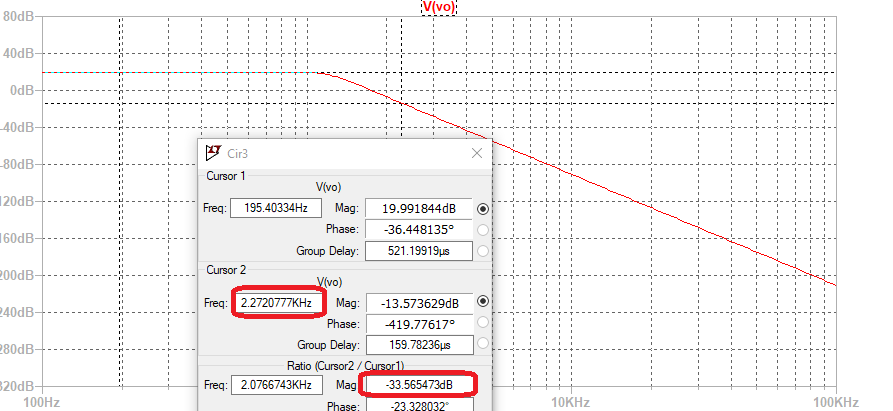 V(vo)
80dB
40dB
0dB
-40dB
-80dB
120dB
160dB
200dB
240dB
280dB
320dB
100Hz
10KHz
100KHz
Cir3
Cursor 1
V(vo)
Freq: 195.40334Hz Mag: 19.991844dB
Phase: -36.448135°
Group Delay: 521.19919µs
Cursor 2
V(vo)
Freq: 2.2720777KHz Mag: -13.573629dB
Phase: -419.77617°
Group Delay: 159.78236µs
Ratio (Cursor2 / Cursor1)
Freq: 2.0766743KHz Mag -33.565473dB
Phase: -23.328032°